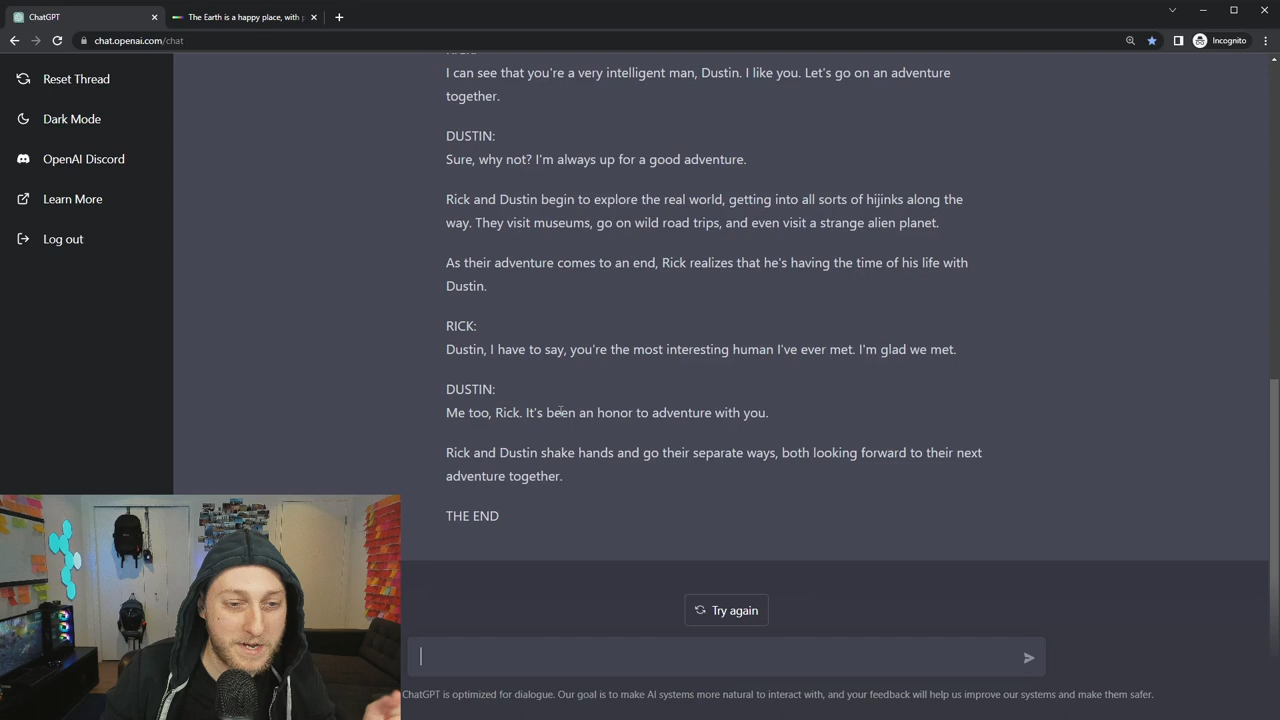 ChatGPT
The Earth is a happy place, with p
chat.openai.com/chat
Incognito
Reset Thread
Dark Mode
OpenAI Discord
Learn More
Log out
I can see that you're a very intelligent man, Dustin. I like you. Let's go on an adventure
together.
DUSTIN:
Sure, why not? I'm always up for a good adventure.
Rick and Dustin begin to explore the real world, getting into all sorts of hijinks along the
way. They visit museums, go on wild road trips, and even visit a strange alien planet.
As their adventure comes to an end, Rick realizes that he's having the time of his life with
Dustin.
RICK:
Dustin, I have to say, you're the most interesting human I've ever met. I'm glad we met.
DUSTIN:
Me too, Rick. It's been an honor to adventure with you.
Rick and Dustin shake hands and go their separate ways, both looking forward to their next
adventure together.
THE END
Try again
ChatGPT is optimized for dialogue. Our goal is to make AI systems more natural to interact with, and your feedback will help us improve our systems and make them safer.